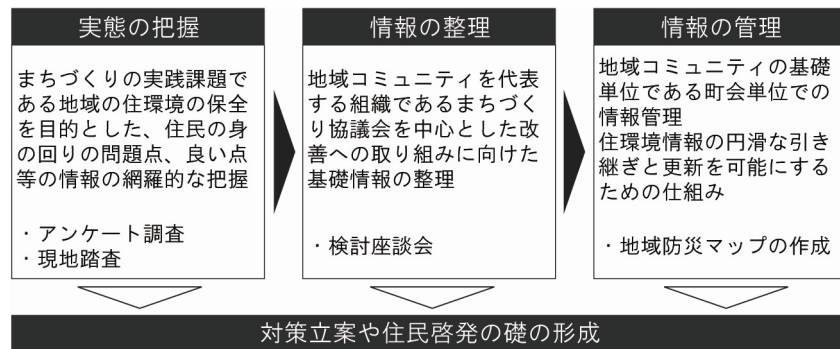 実態の把握
まちづくりの実践課題で
ある地域の住環境の保全
を目的とした、住民の身
の回りの問題点、良い点
等の情報の網羅的な把握
・アンケート調査
・現地踏査
情報の整理
地域コミュニティを代表
する組織であるまちづく
り協議会を中心とした改
善への取り組みに向けた
基礎情報の整理
・検討座談会
情報の管理
地域コミュニティの基礎
単位である町会単位での
情報管理
住環境情報の円滑な引き
継ぎと更新を可能にする
ための仕組み
・地域防災マップの作成
対策立案や住民啓発の礎の形成